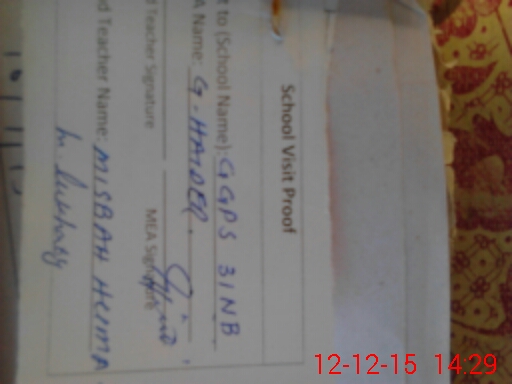 School Visit Proof
t to (School Name): GGPS 31NB
A Name: G. HAIDER.
d Teacher Signature MEA Signature
d Teacher Name: MISBAH HEIMA
12-12-15 14:29